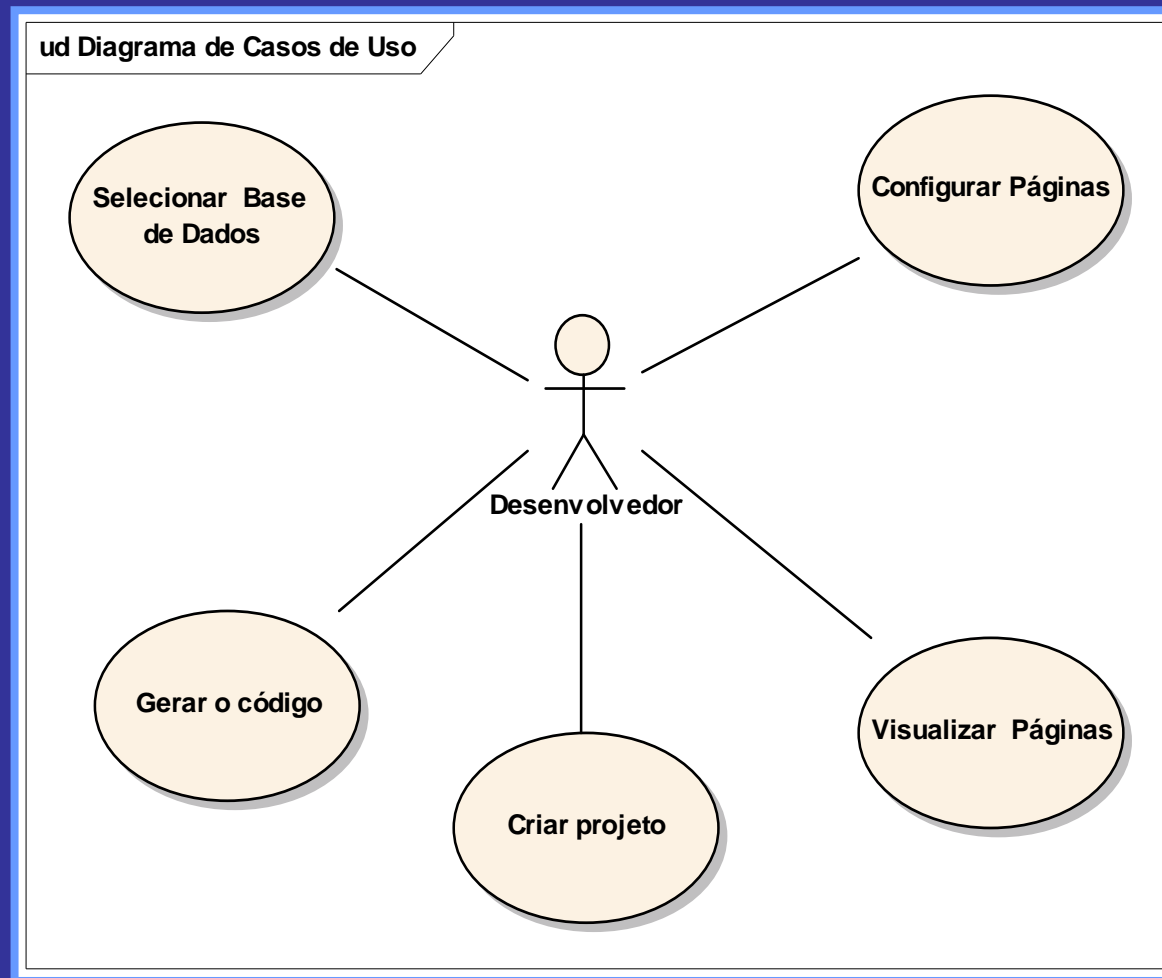 ud Diagrama de Casos de Uso
Selecionar Base
de Dados
Configurar Páginas
Desenvolvedor
Gerar o código
Visualizar Páginas
Criar projeto